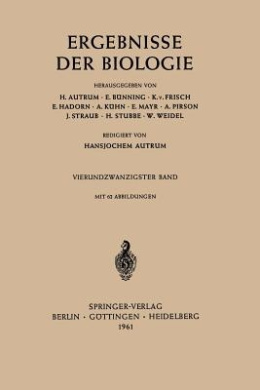 ERGEBNISSE
DER BIOLOGIE
HERAUSGEGEBEN VON
H. AUTRUM · E. BÜNNING · K. v. FRISCH
E. HADORN · A. KÜHN · E. MAYR · A. PIRSON
J. STRAUB · H. STUBBE · W. WEIDEL
REDIGIERT VON
HANSJOCHEM AUTRUM
VIERUNDZWANZIGSTER BAND
MIT 62 ABBILDUNGEN
SPRINGER-VERLAG
BERLIN · GÖTTINGEN · HEIDELBERG
1961